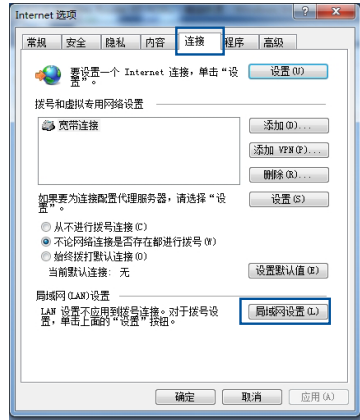 Internet 选项
常规 安全 隐私 内容 连接 程序 高级
要设置一个 Internet 连接，单击“设置”。
设置(U)
拨号和虚拟专用网络设置
宽带连接
添加(D)...
添加 VPN(P)...
删除(R)...
如果要为连接配置代理服务器，请选择“设置”。
设置(S)
从不进行拨号连接(C)
不论网络连接是否存在都进行拨号(W)
始终拨打默认连接(O)
当前默认连接: 无
设置默认值(E)
局域网(LAN)设置
LAN 设置不应用到拨号连接。对于拨号设置，单击上面的“设置”按钮。
局域网设置(L)
确定 取消 应用(A)